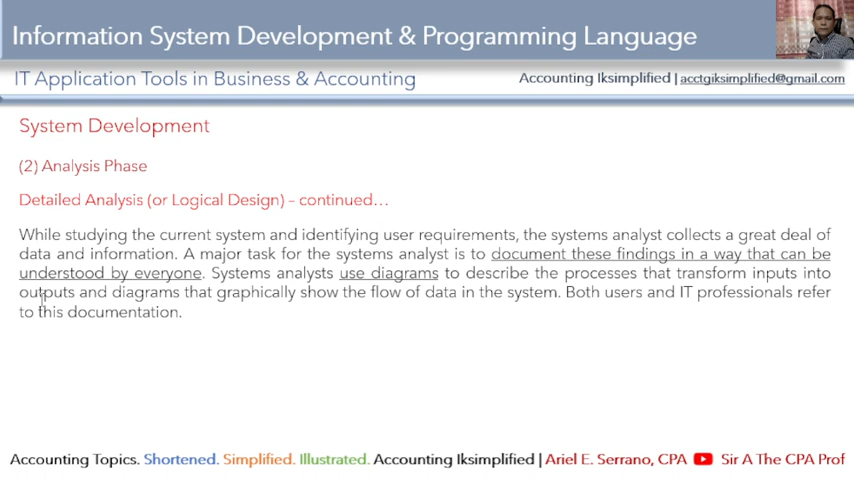 Information System Development & Programming Language
IT Application Tools in Business & Accounting
Accounting Iksimplified | acctgiksimplified@gmail.com
System Development
(2) Analysis Phase
Detailed Analysis (or Logical Design) – continued…
While studying the current system and identifying user requirements, the systems analyst collects a great deal of
data and information. A major task for the systems analyst is to document these findings in a way that can be
understood by everyone. Systems analysts use diagrams to describe the processes that transform inputs into
outputs and diagrams that graphically show the flow of data in the system. Both users and IT professionals refer
to this documentation.
Accounting Topics. Shortened. Simplified. Illustrated. Accounting Iksimplified | Ariel E. Serrano, CPA Sir A The CPA Prof